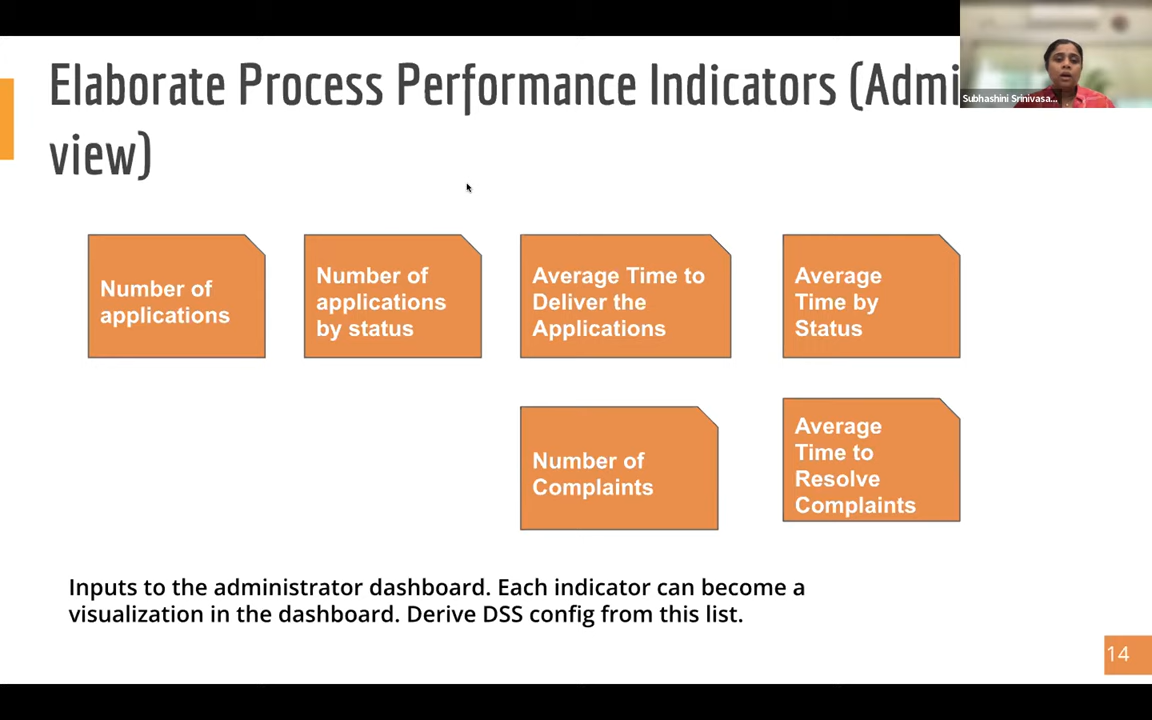 Elaborate Process Performance Indicators (Admi
view)
Subhashini Srinivasa...
Number of
applications
Number of
applications
by status
Average Time to
Deliver the
Applications
Average
Time by
Status
Number of
Complaints
Average
Time to
Resolve
Complaints
Inputs to the administrator dashboard. Each indicator can become a
visualization in the dashboard. Derive DSS config from this list.
14